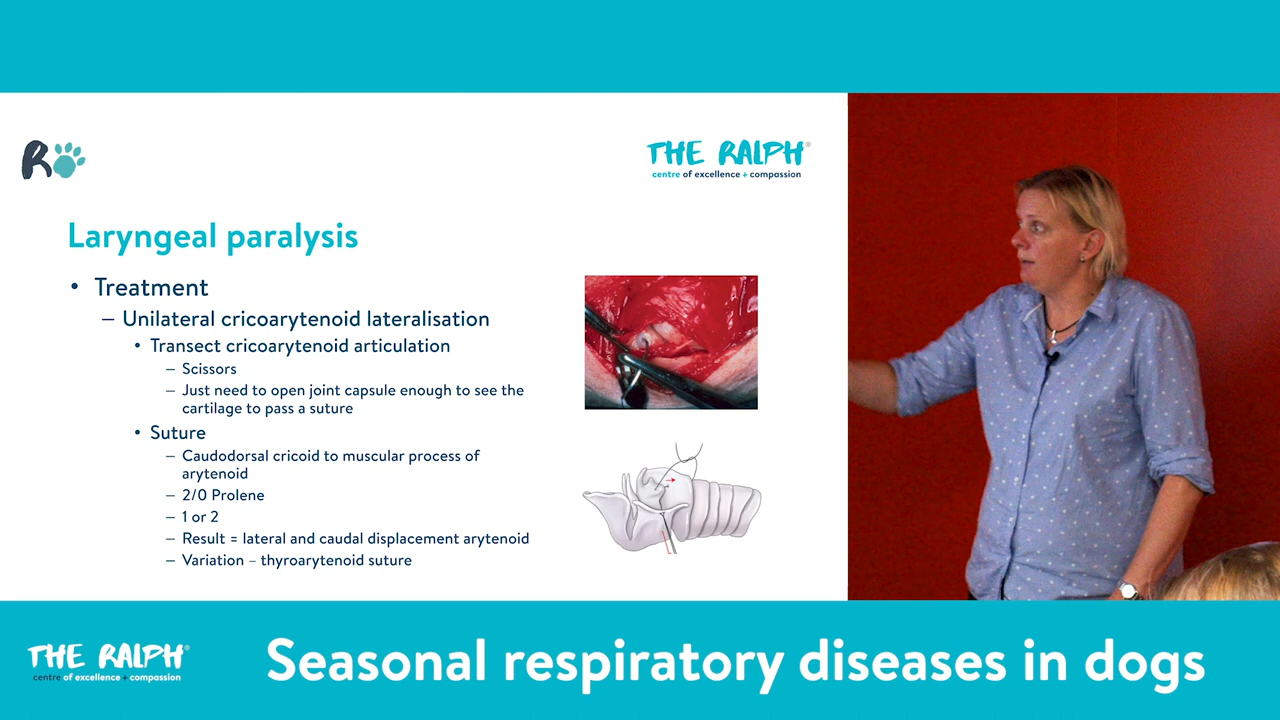 R
THE RALPH®
centre of excellence + compassion
Laryngeal paralysis
• Treatment
– Unilateral cricoarytenoid lateralisation
• Transect cricoarytenoid articulation
– Scissors
– Just need to open joint capsule enough to see the
cartilage to pass a suture
• Suture
– Caudodorsal cricoid to muscular process of
arytenoid
– 2/0 Prolene
– 1 or 2
– Result = lateral and caudal displacement arytenoid
– Variation – thyroarytenoid suture
THE RALPH®
centre of excellence + compassion
Seasonal respiratory diseases in dogs